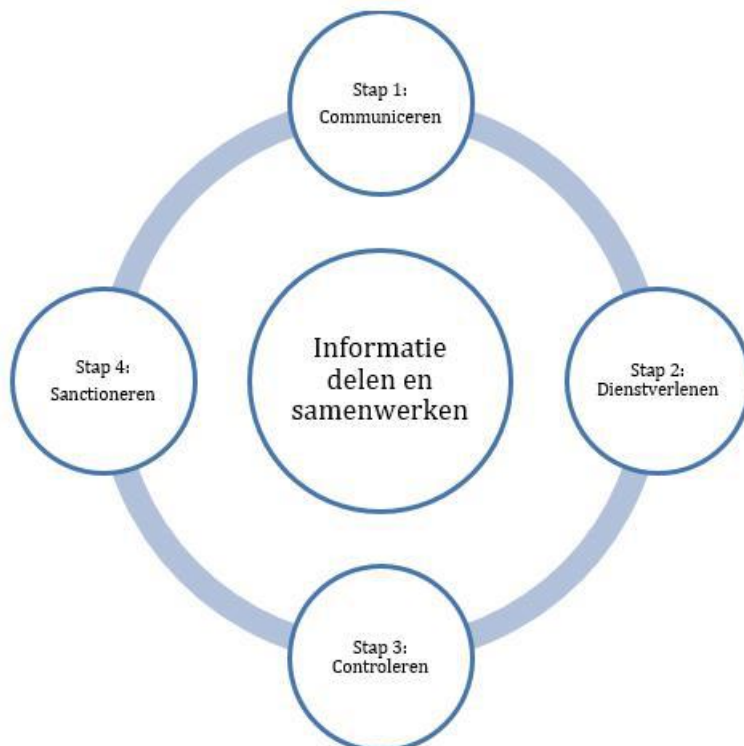 Stap 1:
Communiceren
Informatie
delen en
samenwerken
Stap 2:
Dienstverlenen
Stap 3:
Controleren
Stap 4:
Sanctioneren